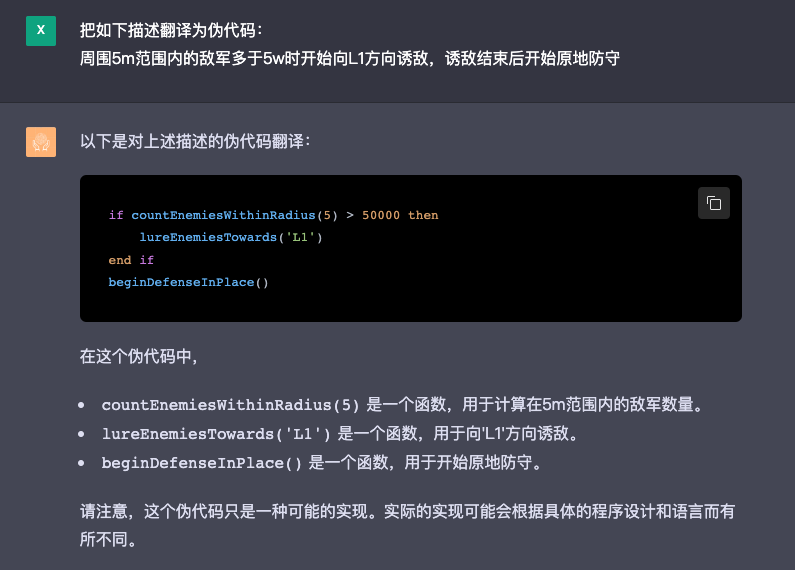 X
把如下描述翻译为伪代码：
周围5m范围内的敌军多于5w时开始向L1方向诱敌，诱敌结束后开始原地防守
以下是对上述描述的伪代码翻译：
if countEnemiesWithinRadius(5) > 50000 then
    lureEnemiesTowards('L1')
end if
beginDefenseInPlace()
在这个伪代码中，
• countEnemiesWithinRadius(5) 是一个函数，用于计算在5m范围内的敌军数量。
• lureEnemiesTowards('L1') 是一个函数，用于向'L1'方向诱敌。
• beginDefenseInPlace() 是一个函数，用于开始原地防守。
请注意，这个伪代码只是一种可能的实现。实际的实现可能会根据具体的程序设计和语言而有
所不同。